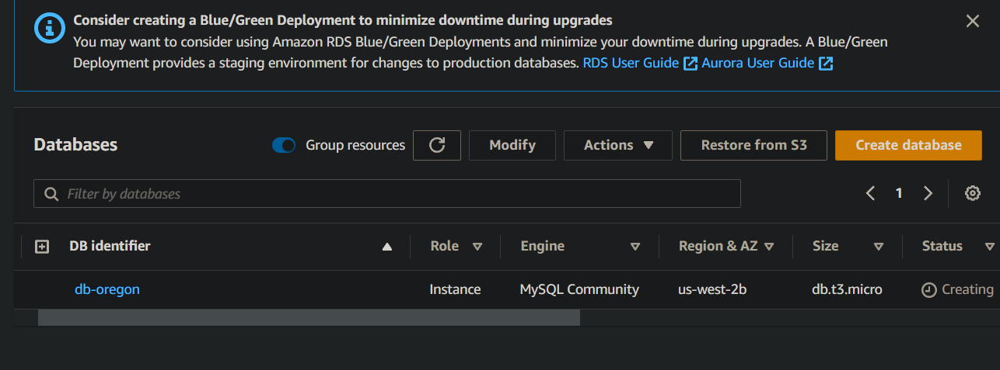 Consider creating a Blue/Green Deployment to minimize downtime during upgrades
You may want to consider using Amazon RDS Blue/Green Deployments and minimize your downtime during upgrades. A Blue/Green
Deployment provides a staging environment for changes to production databases. RDS User Guide Aurora User Guide
Databases Group resources Modify Actions Restore from S3 Create database
Filter by databases 1
DB identifier Role Engine Region & AZ Size Status
db-oregon Instance MySQL Community us-west-2b db.t3.micro Creating